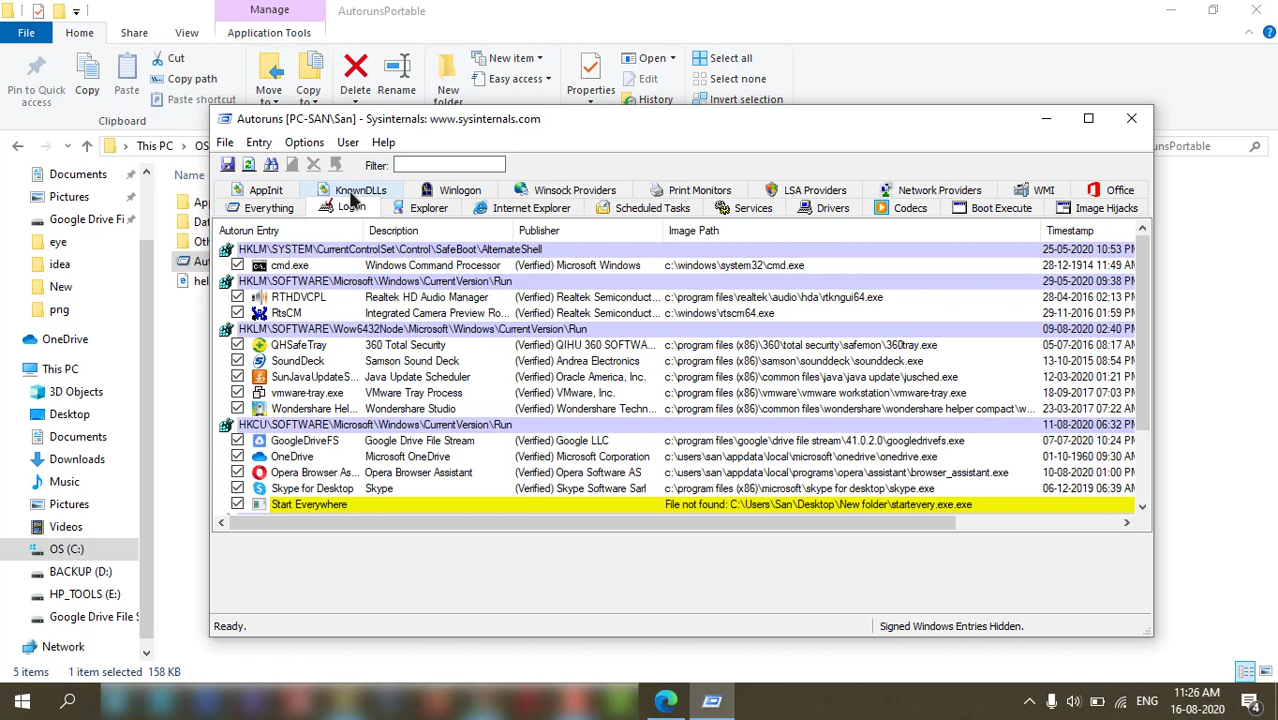 Manage
AutorunsPortable
File
Home
Share
View
Application Tools
Pin to Quick access
Copy
Paste
Cut
Copy path
Paste shortcut
Clipboard
Move to
Copy to
Delete
Rename
New folder
New item
Easy access
Properties
Open
Edit
History
Select all
Select none
Invert selection
This PC
OS
sPortable
Documents
Pictures
Google Drive Fi
eye
idea
New
png
OneDrive
This PC
3D Objects
Desktop
Documents
Downloads
Music
Pictures
Videos
OS (C:)
BACKUP (D:)
HP_TOOLS (E:)
Google Drive File S
Network
Name
Ap
Da
Ot
Aut
hel
5 items
1 item selected 158 KB
Autoruns [PC-SAN\San] - Sysinternals: www.sysinternals.com
File Entry Options User Help
Filter:
AppInit KnownDLLs Winlogon Winsock Providers Print Monitors LSA Providers Network Providers WMI Office
Everything Logon Explorer Internet Explorer Scheduled Tasks Services Drivers Codecs Boot Execute Image Hijacks
Autorun Entry Description Publisher Image Path Timestamp
HKLM\SYSTEM\CurrentControlSet\Control\SafeBoot\AlternateShell 25-05-2020 10:53 PM
cmd.exe Windows Command Processor (Verified) Microsoft Windows c:\windows\system32\cmd.exe 28-12-1914 11:49 AM
HKLM\SOFTWARE\Microsoft\Windows\CurrentVersion\Run 29-05-2020 09:38 PM
RTHDVCPL Realtek HD Audio Manager (Verified) Realtek Semiconduct... c:\program files\realtek\audio\hda\rtkngui64.exe 28-04-2016 02:13 PM
RtsCM Integrated Camera Preview Ro... (Verified) Realtek Semiconduct... c:\windows\rtscm64.exe 29-11-2016 01:59 PM
HKLM\SOFTWARE\Wow6432Node\Microsoft\Windows\CurrentVersion\Run 09-08-2020 02:40 PM
QHSafeTray 360 Total Security (Verified) QIHU 360 SOFTWA... c:\program files (x86)\360\total security\safemon\360tray.exe 05-07-2016 08:17 AM
SoundDeck Samson Sound Deck (Verified) Andrea Electronics c:\program files (x86)\samson\sounddeck\sounddeck.exe 13-10-2015 08:54 PM
SunJavaUpdateS... Java Update Scheduler (Verified) Oracle America, Inc. c:\program files (x86)\common files\java\java update\jusched.exe 12-03-2020 01:21 PM
vmware-tray.exe VMware Tray Process (Verified) VMware, Inc. c:\program files (x86)\vmware\vmware workstation\vmware-tray.exe 18-09-2017 07:03 PM
Wondershare Hel... Wondershare Studio (Verified) Wondershare Techn... c:\program files (x86)\common files\wondershare\wondershare helper compact\w... 23-03-2017 07:22 AM
HKCU\SOFTWARE\Microsoft\Windows\CurrentVersion\Run 11-08-2020 06:32 PM
GoogleDriveFS Google Drive File Stream (Verified) Google LLC c:\program files\google\drive file stream\41.0.2.0\googledrivefs.exe 07-07-2020 10:24 PM
OneDrive Microsoft OneDrive (Verified) Microsoft Corporation c:\users\san\appdata\local\microsoft\onedrive\onedrive.exe 01-10-1960 09:30 PM
Opera Browser As... Opera Browser Assistant (Verified) Opera Software AS c:\users\san\appdata\local\programs\opera\assistant\browser_assistant.exe 10-08-2020 01:00 PM
Skype for Desktop Skype (Verified) Skype Software Sarl c:\program files (x86)\microsoft\skype for desktop\skype.exe 06-12-2019 06:39 AM
Start Everywhere File not found: C:\Users\San\Desktop\New folder\startevery.exe.exe
Ready.
Signed Windows Entries Hidden.
ENG
11:26 AM
16-08-2020
4